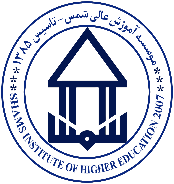 موسسه آموزش عالی شمس - تاسیس ۱۳۸۵
SHAMS INSTITUTE OF HIGHER EDUCATION 2007